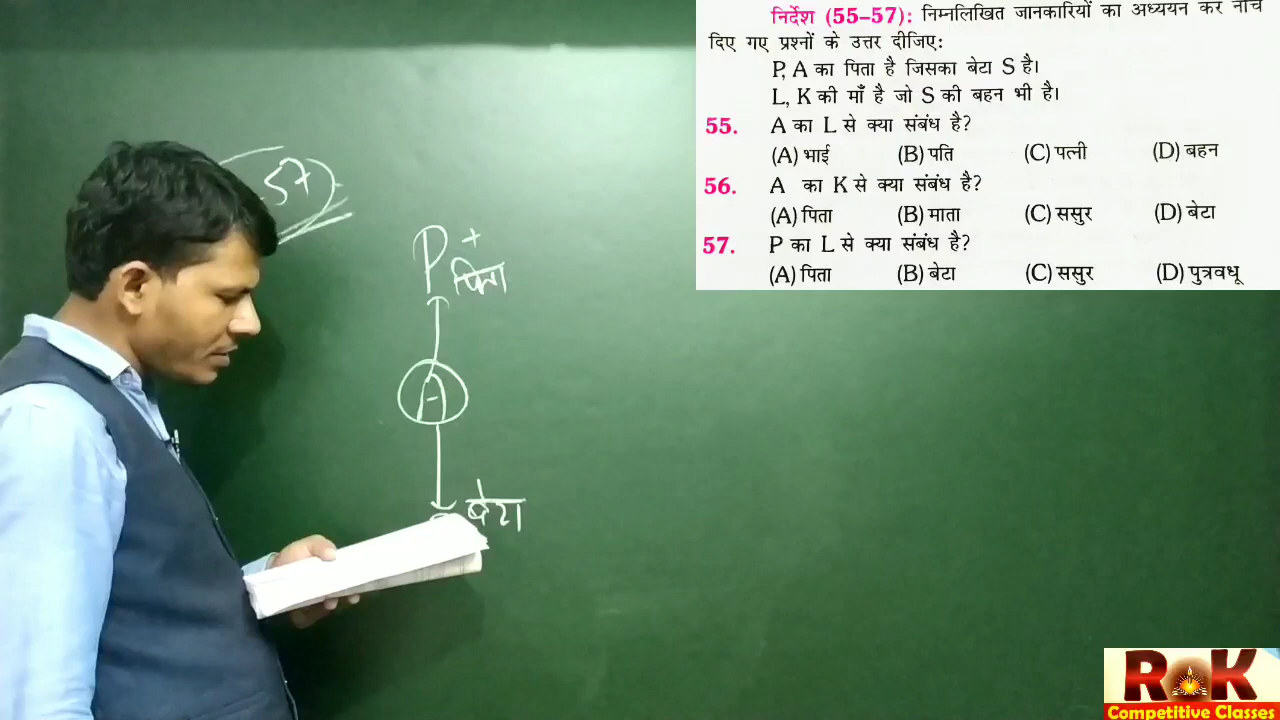 निर्देश (55-57): निम्नलिखित जानकारियों का अध्ययन कर नीचे
दिए गए प्रश्नों के उत्तर दीजिए:
P, A का पिता है जिसका बेटा S है।
L, K की माँ है जो S की बहन भी है।
55. A का L से क्या संबंध है?
(A) भाई (B) पति (C) पत्नी (D) बहन
56. A का K से क्या संबंध है?
(A) पिता (B) माता (C) ससुर (D) बेटा
57. P का L से क्या संबंध है?
(A) पिता (B) बेटा (C) ससुर (D) पुत्रवधू
57)
P +
पिता
A
बेटा
ROK
Competitive Classes